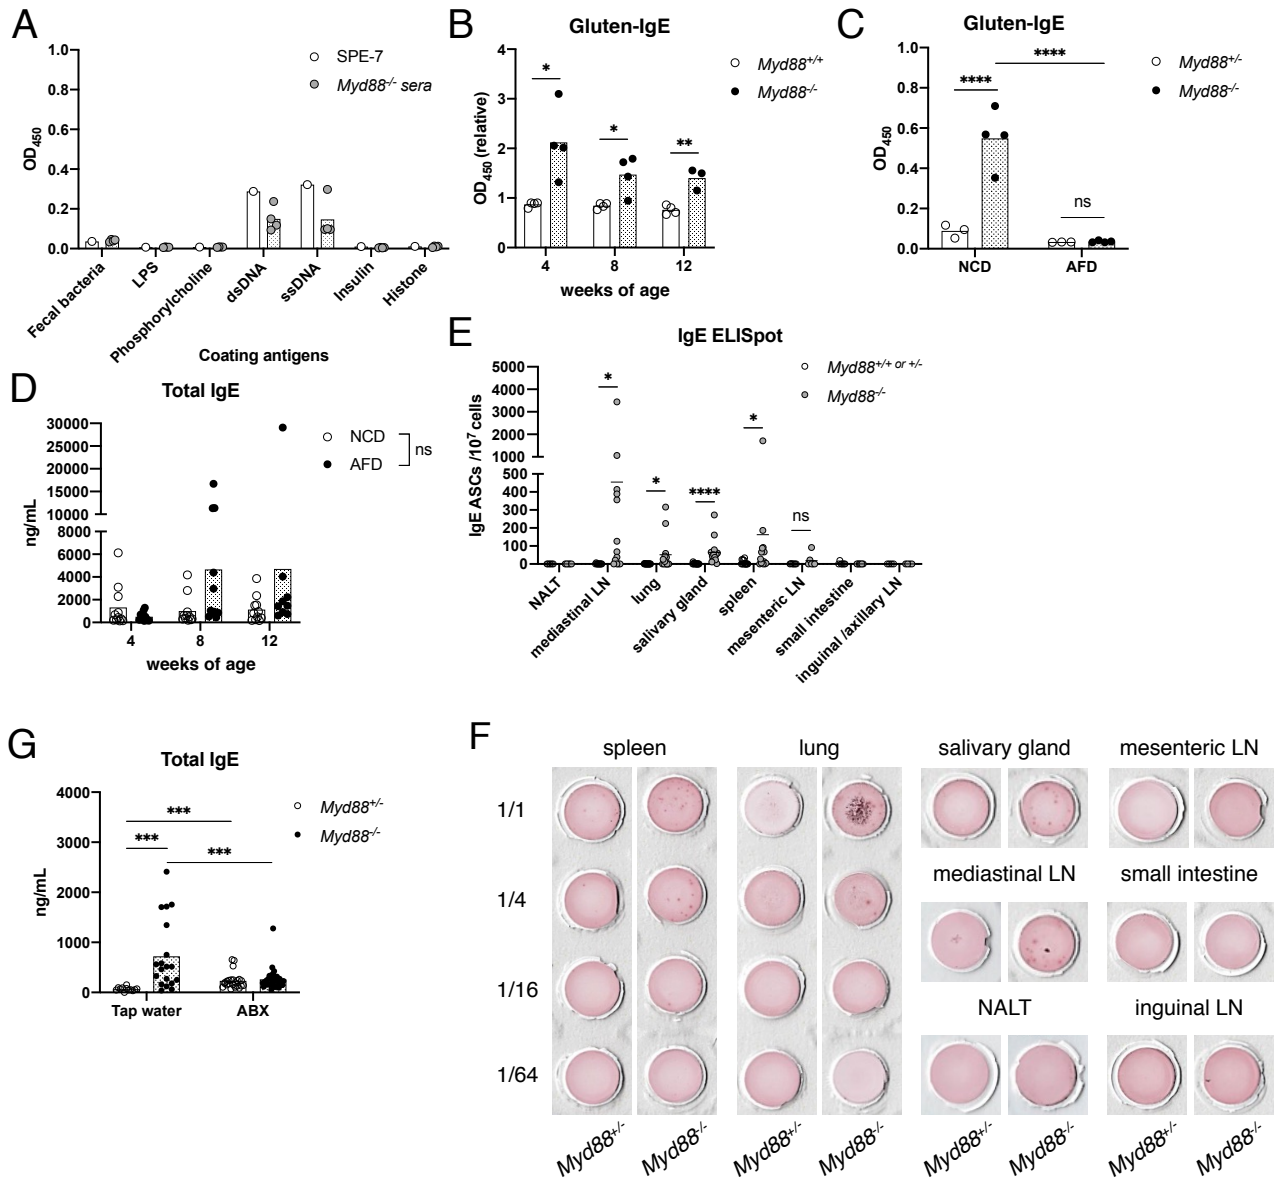 A
1.0
0.8
0.6
0.4
0.2
0.0
OD450
SPE-7
Myd88-/- sera
Fecal bacteria
LPS
Phosphorylcholine
dsDNA
ssDNA
Insulin
Histone
Coating antigens
B
Gluten-IgE
4
3
2
1
0
OD450 (relative)
*
*
**
Myd88+/+
Myd88-/-
4 8 12
weeks of age
C
Gluten-IgE
1.0
0.8
0.6
0.4
0.2
0.0
OD450
****
****
ns
Myd88+/-
Myd88-/-
NCD AFD
D
Total IgE
30000
25000
20000
15000
10000
8000
6000
4000
2000
0
ng/mL
NCD
AFD
ns
4 8 12
weeks of age
E
IgE ELISpot
5000
4000
3000
2000
1000
500
400
300
200
100
0
IgE ASCs /10^7 cells
*
*
****
*
ns
Myd88+/+ or +/-
Myd88-/-
NALT
mediastinal LN
lung
salivary gland
spleen
mesenteric LN
small intestine
inguinal /axillary LN
G
Total IgE
4000
3000
2000
1000
0
ng/mL
***
***
***
Myd88+/-
Myd88-/-
Tap water ABX
F
spleen lung salivary gland mesenteric LN
1/1
mediastinal LN small intestine
1/4
1/16
NALT inguinal LN
1/64
Myd88+/- Myd88-/- Myd88+/- Myd88-/- Myd88+/- Myd88-/- Myd88+/- Myd88-/-